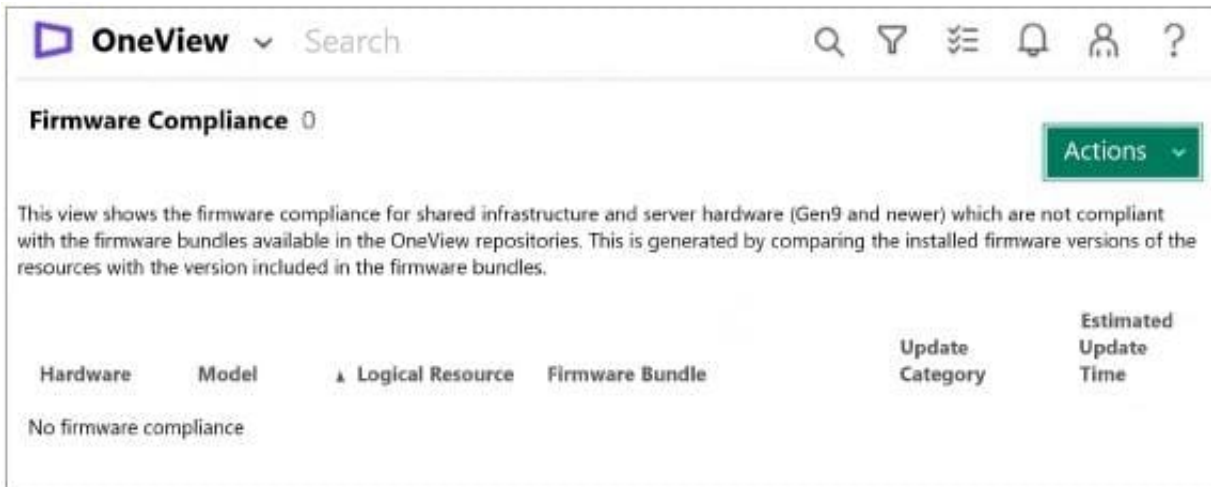 OneView Search
Firmware Compliance 0
Actions
This view shows the firmware compliance for shared infrastructure and server hardware (Gen9 and newer) which are not compliant
with the firmware bundles available in the OneView repositories. This is generated by comparing the installed firmware versions of the
resources with the version included in the firmware bundles.
Hardware Model Logical Resource Firmware Bundle Update Category Estimated Update Time
No firmware compliance